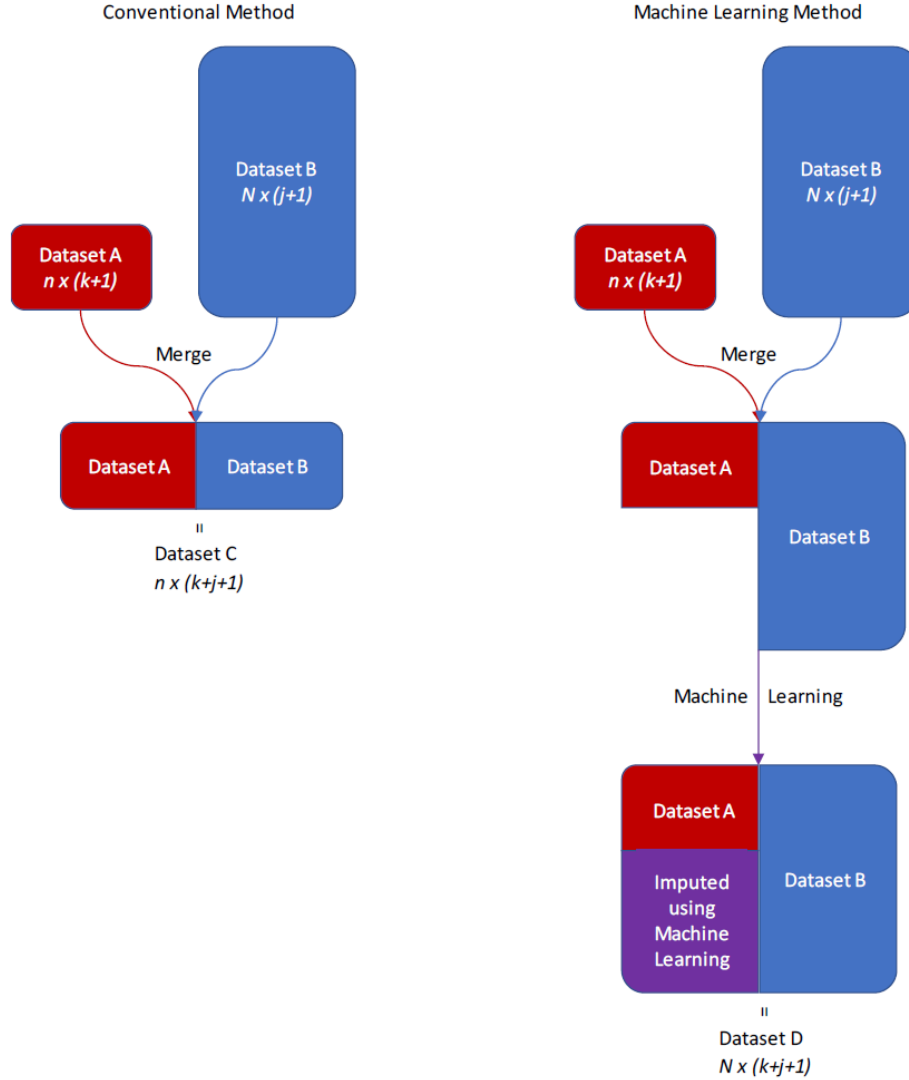 Conventional Method
Dataset B
N x (j+1)
Dataset A
n x (k+1)
Merge
Dataset A
Dataset B
=
Dataset C
n x (k+j+1)
Machine Learning Method
Dataset B
N x (j+1)
Dataset A
n x (k+1)
Merge
Dataset A
Dataset B
Machine Learning
Dataset A
Imputed
using
Machine
Learning
Dataset B
=
Dataset D
N x (k+j+1)